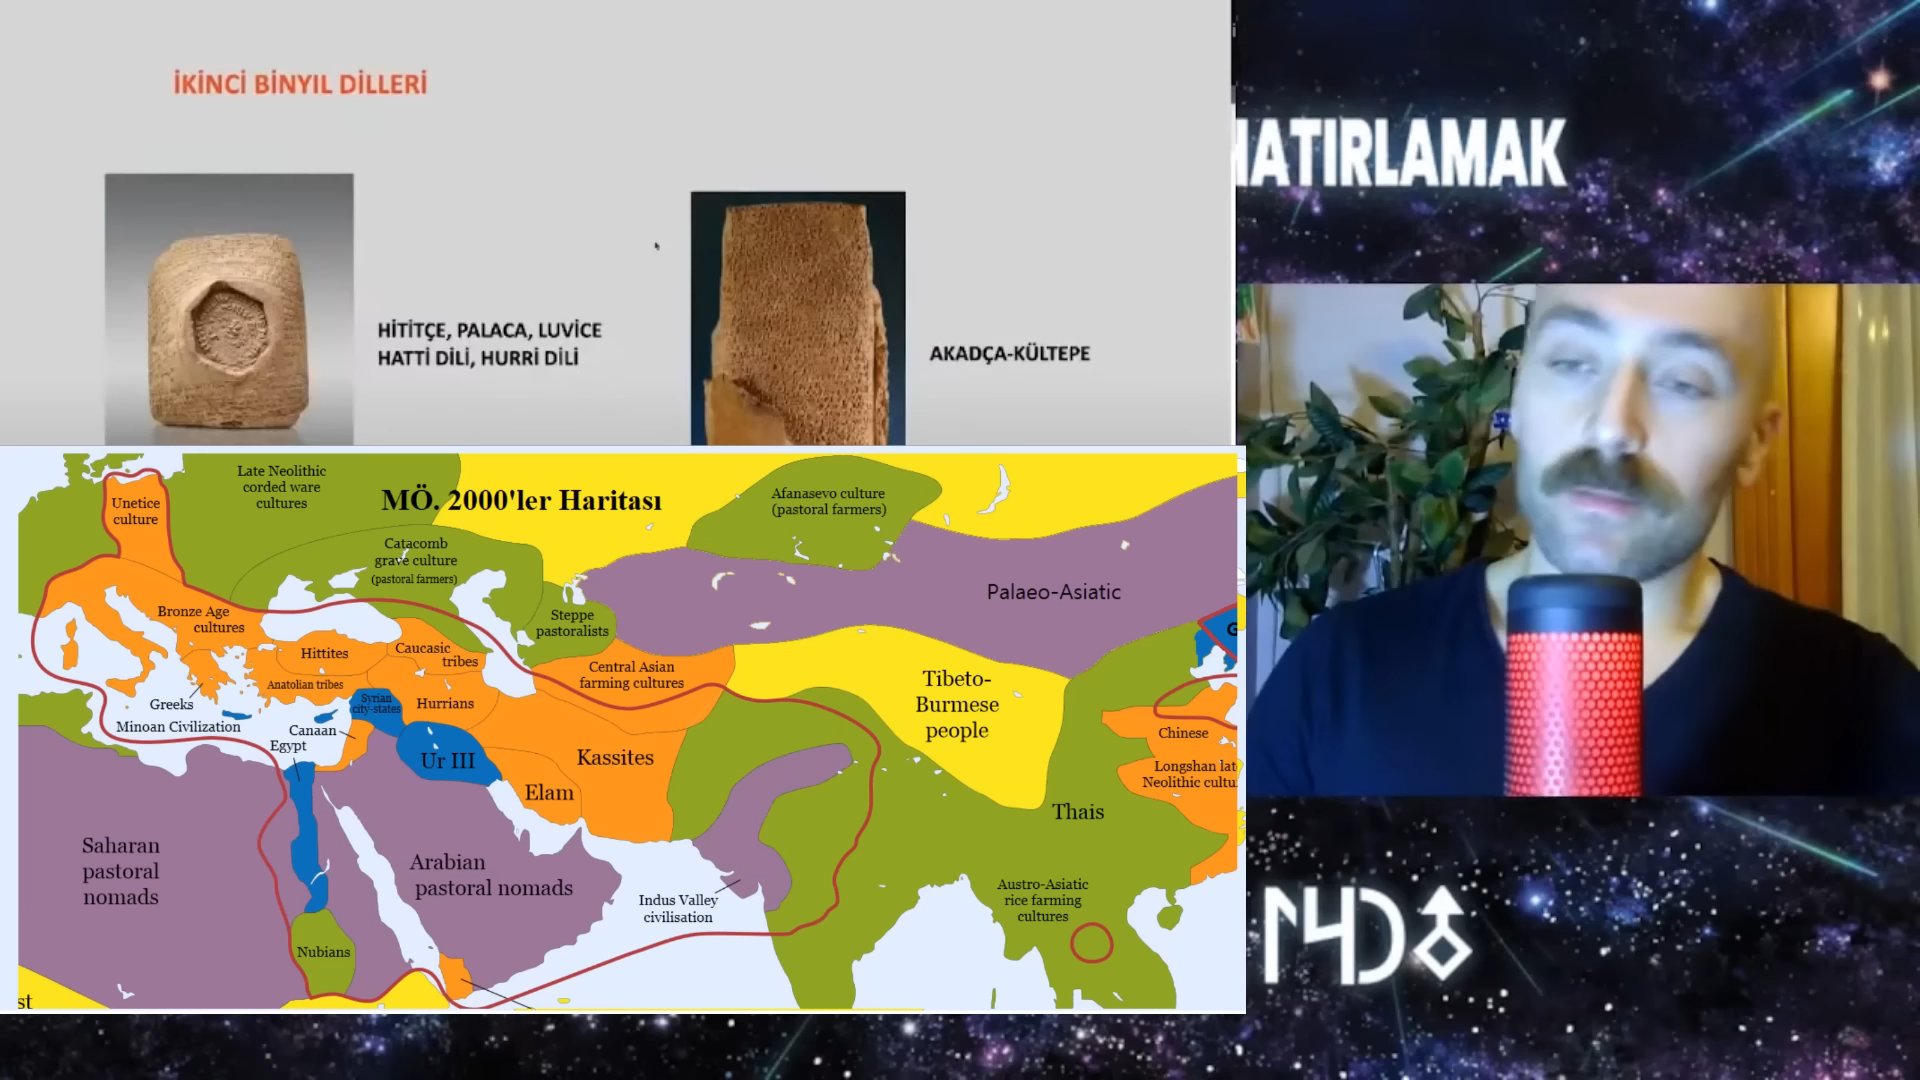 İKİNCİ BİNYIL DİLLERİ
HATIRLAMAK
HİTİTÇE, PALACA, LUVİCE
HATTİ DİLİ, HURRİ DİLİ
AKADÇA-KÜLTEPE
MÖ. 2000'ler Haritası
Late Neolithic
corded ware
cultures
Unetice
culture
Afanasevo culture
(pastoral farmers)
Catacomb
grave culture
(pastoral farmers)
Palaeo-Asiatic
Bronze Age
cultures
Steppe
pastoralists
Hittites
Caucasic
tribes
Central Asian
farming cultures
Anatolian tribes
Syrian
city-states
Hurrians
Greeks
Minoan Civilization
Canaan
Egypt
Ur III
Kassites
Elam
Tibeto-
Burmese
people
Chinese
Longshan lat
Neolithic cultu
Thais
Saharan
pastoral
nomads
Arabian
pastoral nomads
Indus Valley
civilisation
Austro-Asiatic
rice farming
cultures
Nubians
st